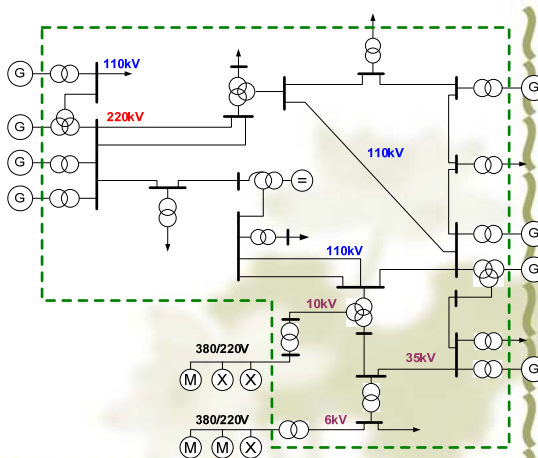 G
110kV
G
G
220kV
G
G
110kV
=
G
110kV
G
10kV
380/220V
35kV
M X X
G
380/220V
6kV
M M X